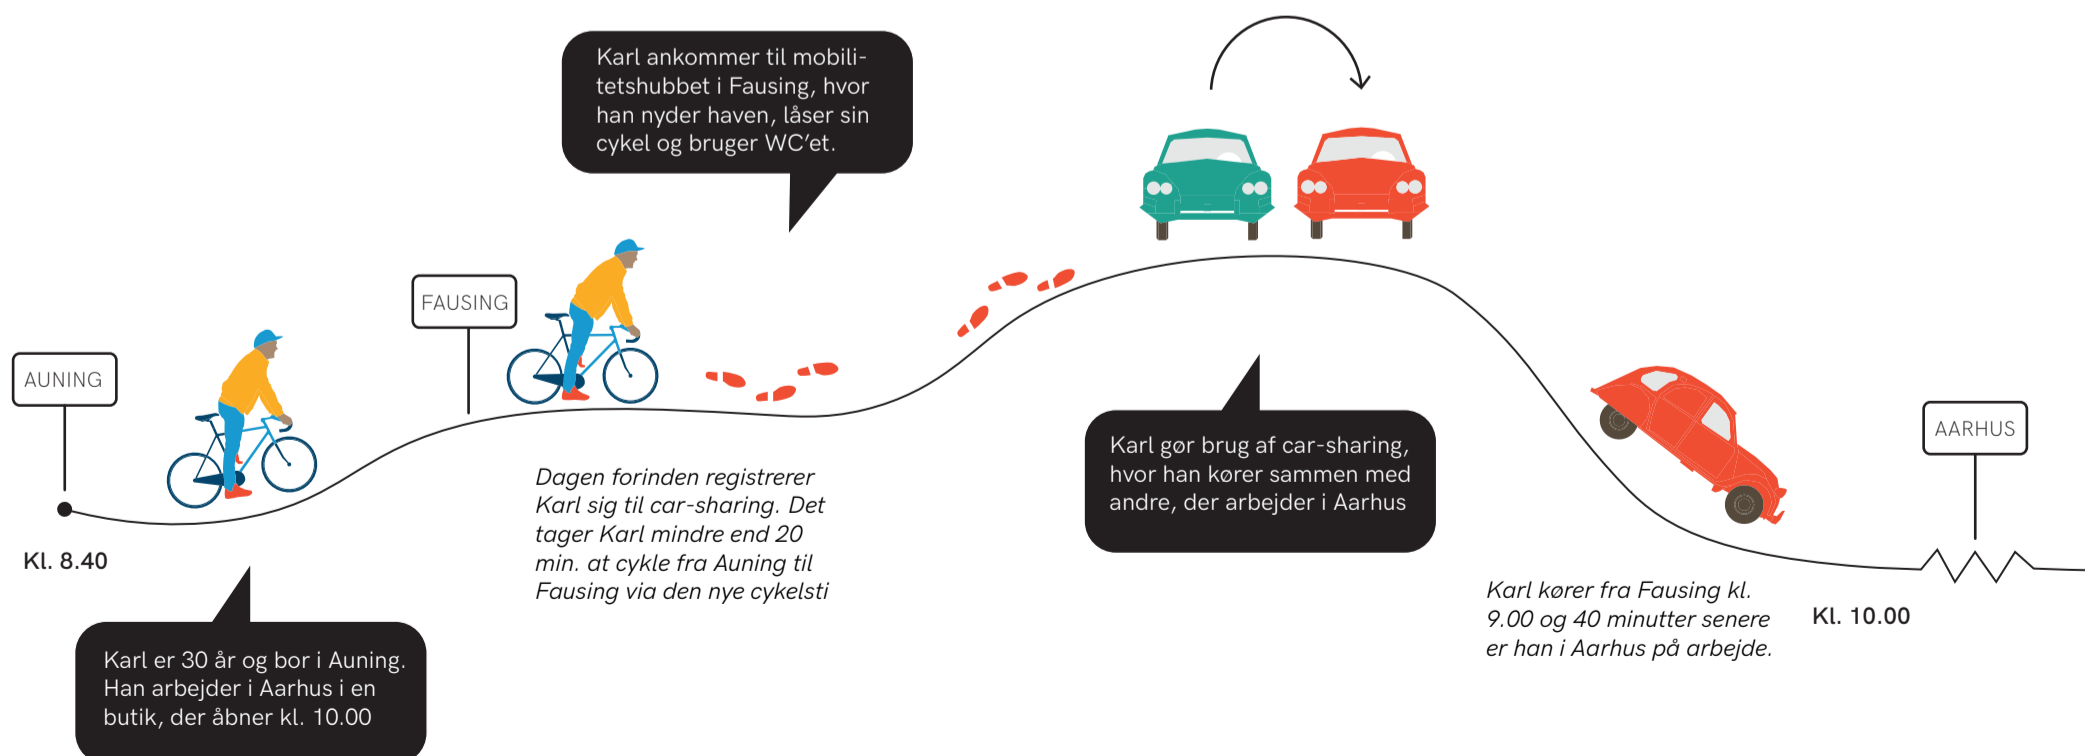 AUNING
Kl. 8.40
Karl er 30 år og bor i Auning.
Han arbejder i Aarhus i en
butik, der åbner kl. 10.00
FAUSING
Karl ankommer til mobili-
tetshubbet i Fausing, hvor
han nyder haven, låser sin
cykel og bruger WC’et.
Dagen forinden registrerer
Karl sig til car-sharing. Det
tager Karl mindre end 20
min. at cykle fra Auning til
Fausing via den nye cykelsti
Karl gør brug af car-sharing,
hvor han kører sammen med
andre, der arbejder i Aarhus
Karl kører fra Fausing kl.
9.00 og 40 minutter senere
er han i Aarhus på arbejde.
AARHUS
Kl. 10.00